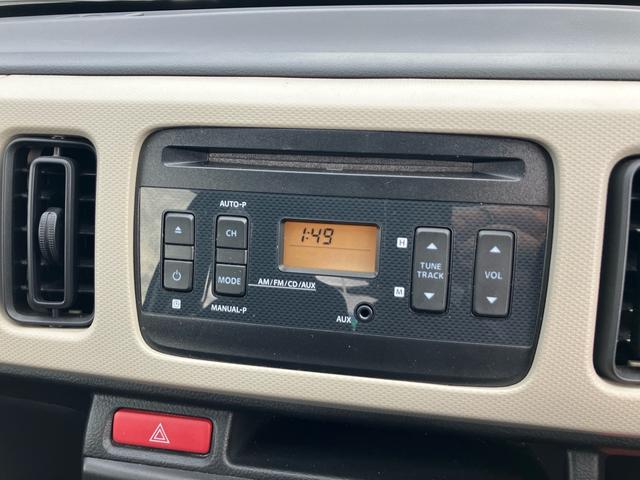 AUTO-P
CH
1:49
H
TUNE
TRACK
VOL
MODE
AM/FM/CD/AUX
M
MANUAL-P
AUX